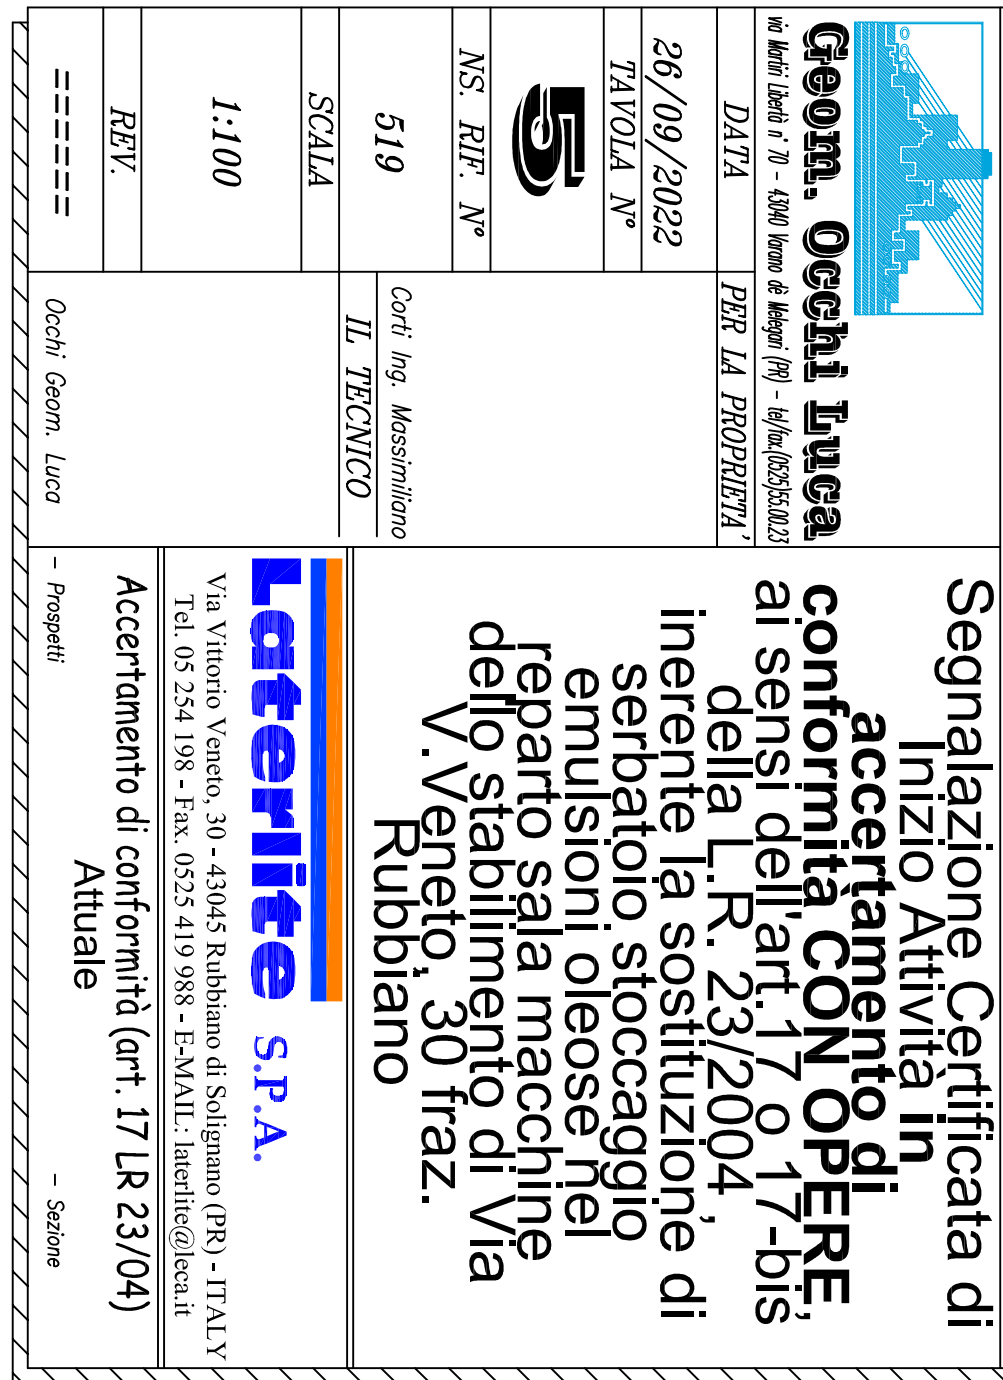 Geom. Occhi Luca
via Martiri Libertà n° 70 - 43040 Varano dè Melegari (PR) - tel/fax.(0525)55.00.23
DATA
26/09/2022
TAVOLA N°
5
NS. RIF. N°
519
SCALA
1:100
REV.
-------
PER LA PROPRIETA'
Corti Ing. Massimiliano
IL TECNICO
Occhi Geom. Luca
Segnalazione Certificata di
Inizio Attività in
accertamento di
conformità CON OPERE,
ai sensi dell'art.17 o 17-bis
della L.R. 23/2004,
inerente la sostituzione di
serbatoio stoccaggio
emulsioni oleose nel
reparto sala macchine
dello stabilimento di Via
V.Veneto, 30 fraz.
Rubbiano
Laterlite S.P.A.
Via Vittorio Veneto, 30 - 43045 Rubbiano di Solignano (PR) - ITALY
Tel. 05 254 198 - Fax. 0525 419 988 - E-MAIL: laterlite@leca.it
Accertamento di conformità (art. 17 LR 23/04)
Attuale
- Prospetti - Sezione